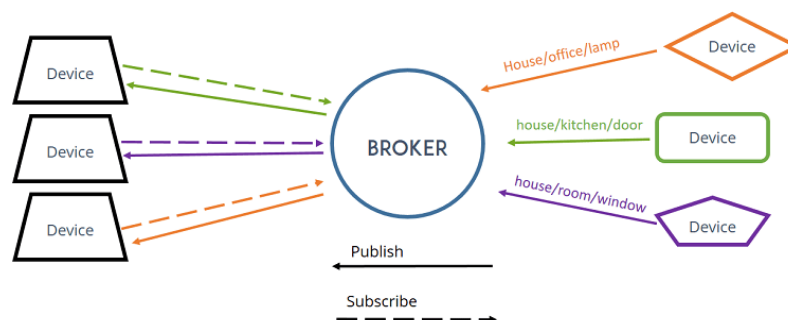 House/office/lamp
Device
Device
house/kitchen/door
Device
Device
BROKER
house/room/window
Device
Device
Publish
Subscribe